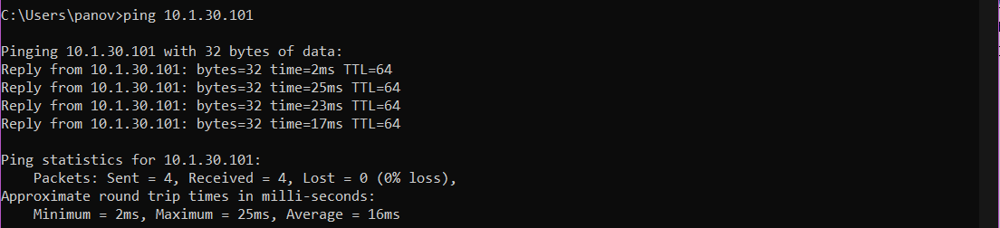 C:\Users\panov>ping 10.1.30.101
Pinging 10.1.30.101 with 32 bytes of data:
Reply from 10.1.30.101: bytes=32 time=2ms TTL=64
Reply from 10.1.30.101: bytes=32 time=25ms TTL=64
Reply from 10.1.30.101: bytes=32 time=23ms TTL=64
Reply from 10.1.30.101: bytes=32 time=17ms TTL=64
Ping statistics for 10.1.30.101:
    Packets: Sent = 4, Received = 4, Lost = 0 (0% loss),
Approximate round trip times in milli-seconds:
    Minimum = 2ms, Maximum = 25ms, Average = 16ms